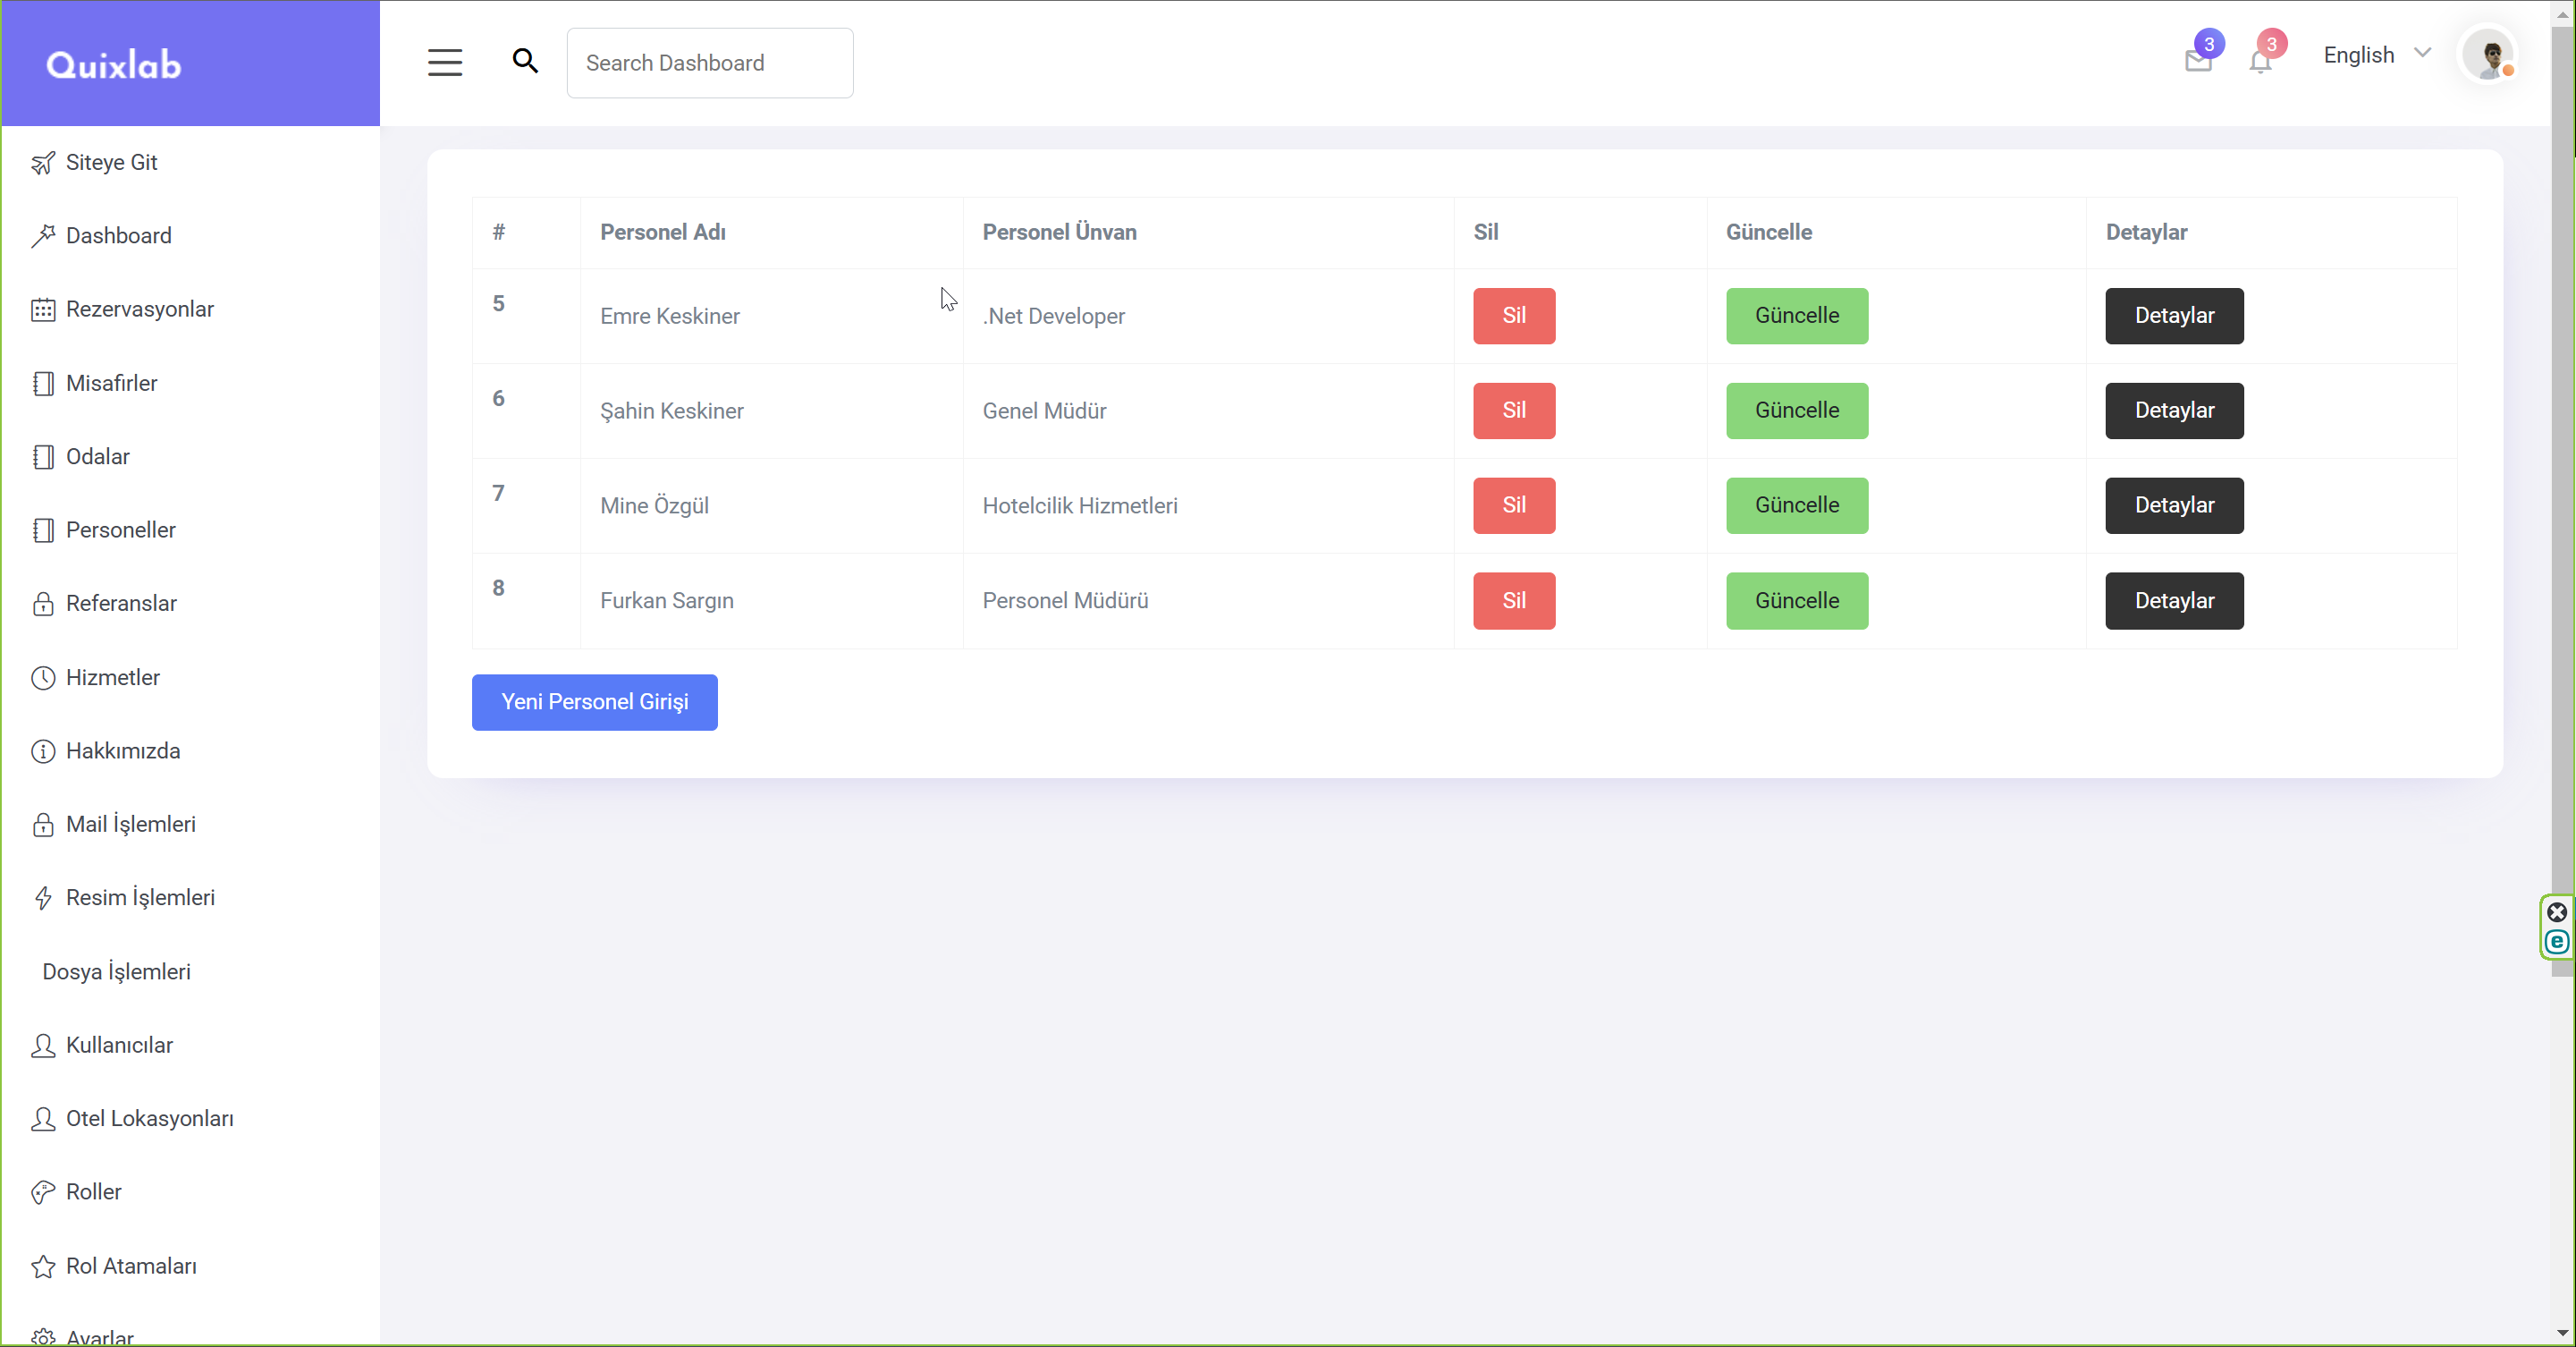 Quixlab
Search Dashboard
3
3
English
Siteye Git
Dashboard
Rezervasyonlar
Misafirler
Odalar
Personeller
Referanslar
Hizmetler
Hakkımızda
Mail İşlemleri
Resim İşlemleri
Dosya İşlemleri
Kullanıcılar
Otel Lokasyonları
Roller
Rol Atamaları
Ayarlar
# Personel Adı Personel Ünvan Sil Güncelle Detaylar
5 Emre Keskiner .Net Developer Sil Güncelle Detaylar
6 Şahin Keskiner Genel Müdür Sil Güncelle Detaylar
7 Mine Özgül Hotelcilik Hizmetleri Sil Güncelle Detaylar
8 Furkan Sargın Personel Müdürü Sil Güncelle Detaylar
Yeni Personel Girişi
e